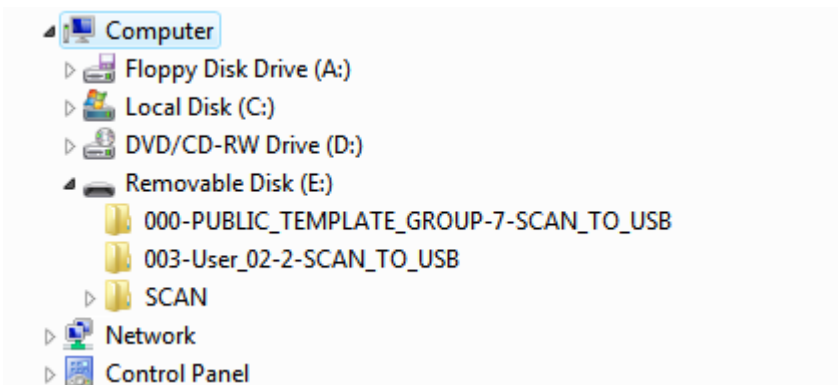 Computer
Floppy Disk Drive (A:)
Local Disk (C:)
DVD/CD-RW Drive (D:)
Removable Disk (E:)
000-PUBLIC_TEMPLATE_GROUP-7-SCAN_TO_USB
003-User_02-2-SCAN_TO_USB
SCAN
Network
Control Panel